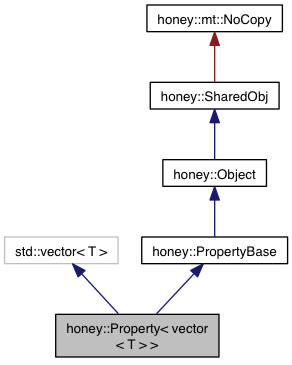 honey::mt::NoCopy
honey::SharedObj
honey::Object
std::vector< T >
honey::PropertyBase
honey::Property< vector
< T > >